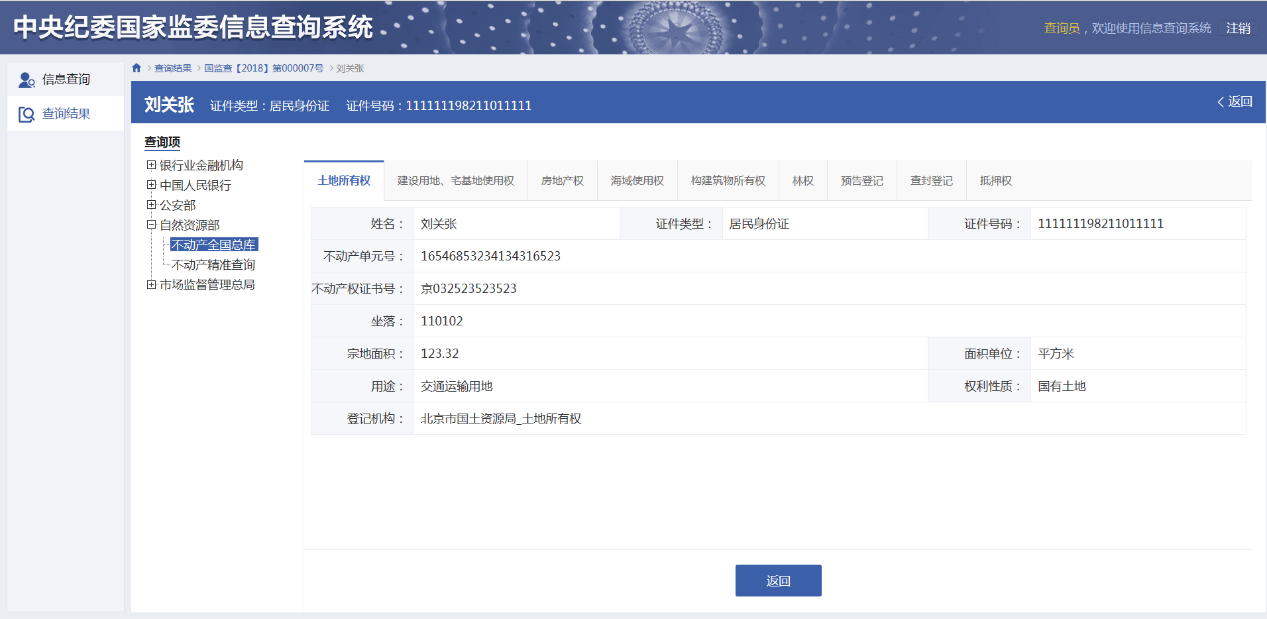 中央纪委国家监委信息查询系统
查询员，欢迎使用信息查询系统 注销
信息查询
查询结果
查询结果 > 国监查【2018】第000007号 > 刘关张
刘关张 证件类型：居民身份证 证件号码：111111198211011111
< 返回
查询项
银行业金融机构
中国人民银行
公安部
自然资源部
不动产全国总库
不动产精准查询
市场监督管理总局
土地所有权 建设用地、宅基地使用权 房地产权 海域使用权 构建筑物所有权 林权 预告登记 查封登记 抵押权
姓名： 刘关张 证件类型： 居民身份证 证件号码： 111111198211011111
不动产单元号： 16546853234134316523
不动产权证书号： 京032523523523
坐落： 110102
宗地面积： 123.32 面积单位： 平方米
用途： 交通运输用地 权利性质： 国有土地
登记机构： 北京市国土资源局_土地所有权
返回